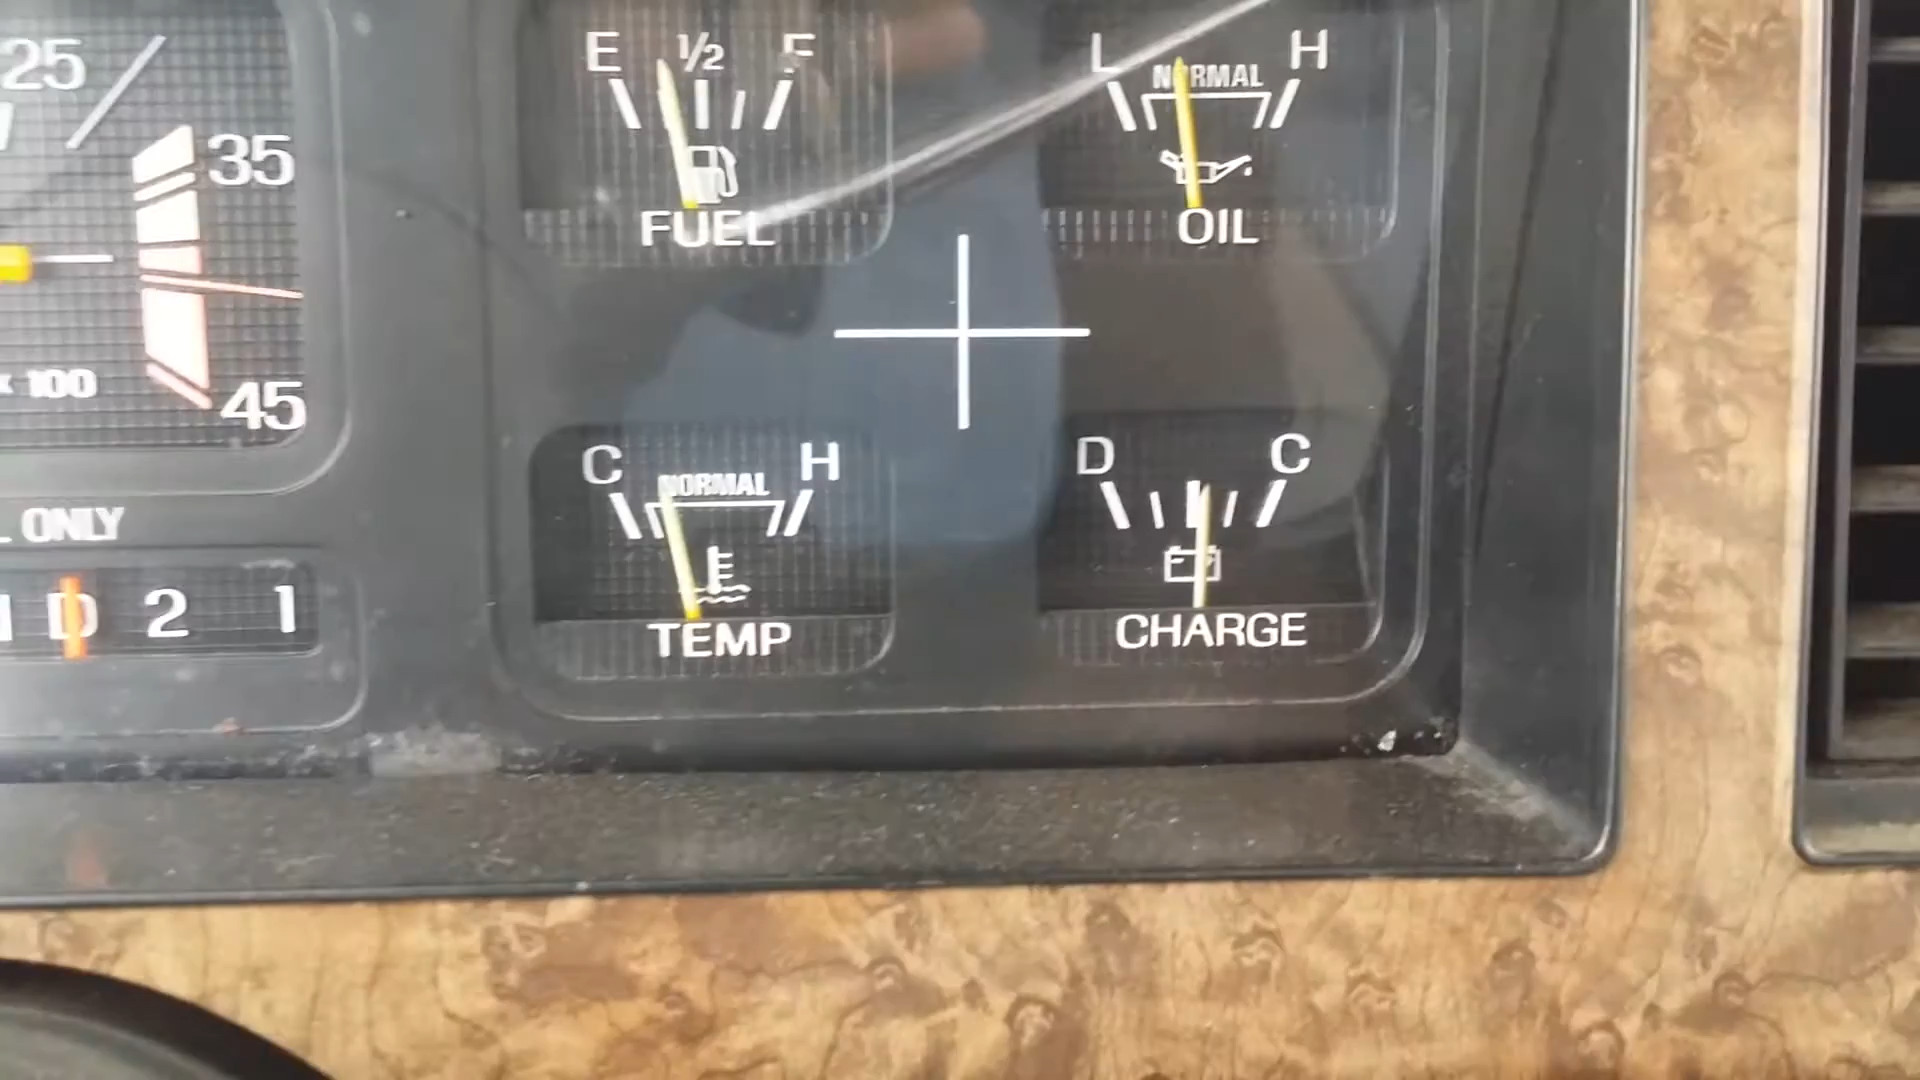 25
35
45
x 100
L ONLY
D 2 1
E 1/2 F
FUEL
L NORMAL H
OIL
C NORMAL H
TEMP
D C
CHARGE